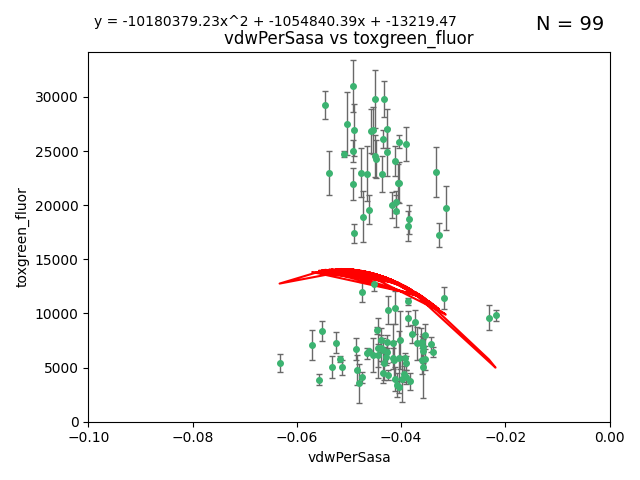 y = -10180379.23x^2 + -1054840.39x + -13219.47
N = 99
vdwPerSasa vs toxgreen_fluor
toxgreen_fluor
30000
25000
20000
15000
10000
5000
0
−0.10
−0.08
−0.06
−0.04
−0.02
0.00
vdwPerSasa